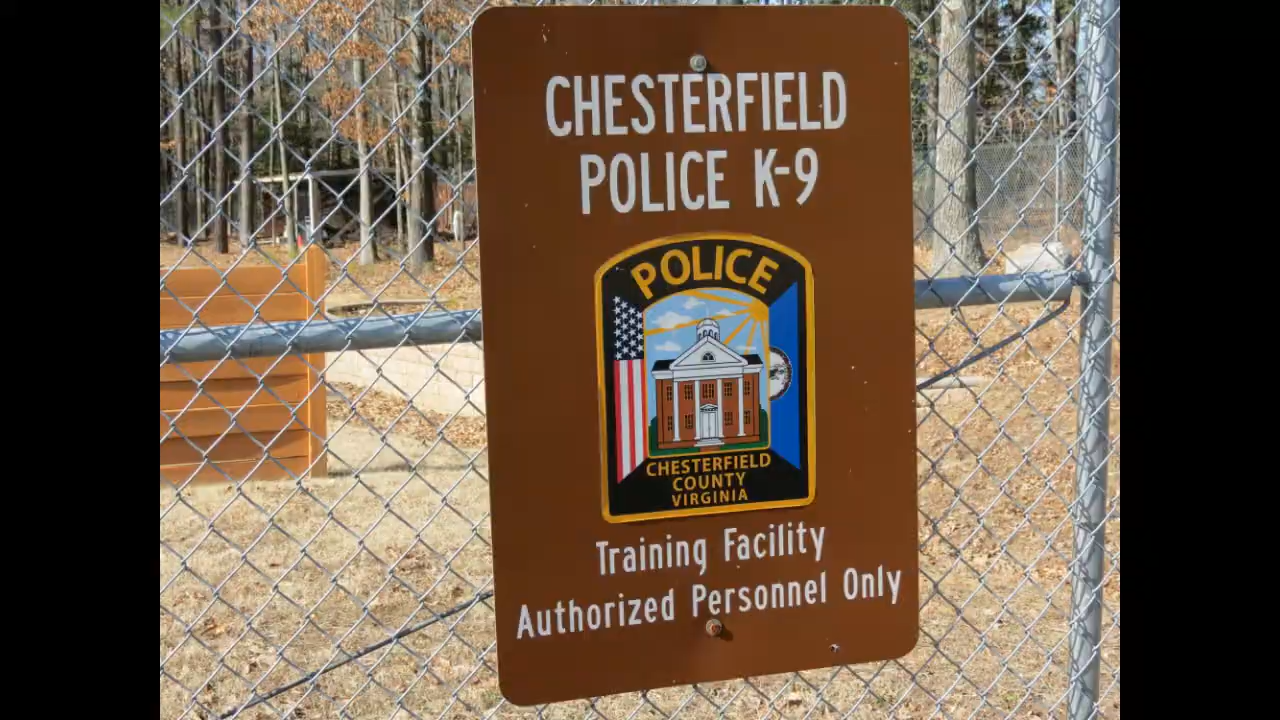 CHESTERFIELD
POLICE K-9
POLICE
CHESTERFIELD
COUNTY
VIRGINIA
Training Facility
Authorized Personnel Only